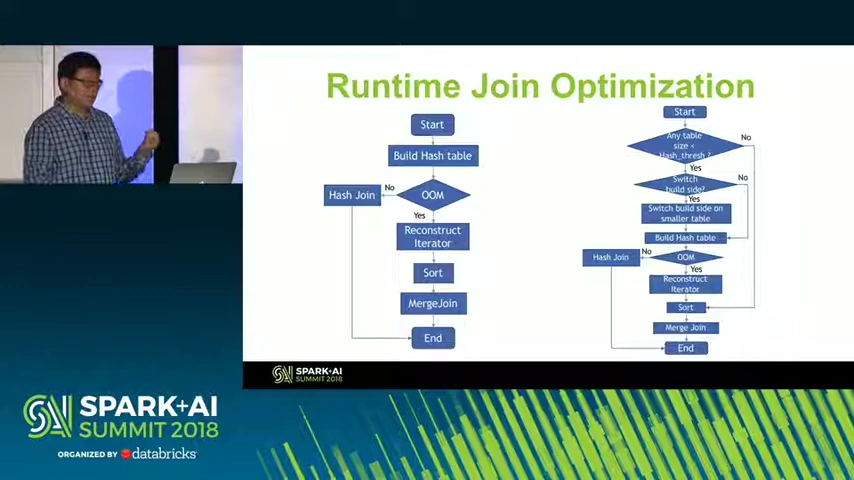 Runtime Join Optimization
Start
Build Hash table
No
Hash Join
OOM
Yes
Reconstruct
Iterator
Sort
MergeJoin
End
Start
Any table
size <
Hash_thresh ?
No
Yes
Switch
build side?
No
Yes
Switch build side on
smaller table
Build Hash table
Hash Join
No
OOM
Yes
Reconstruct
Iterator
Sort
Merge Join
End
SPARK+AI
SUMMIT 2018
SPARK+AI
SUMMIT 2018
ORGANIZED BY databricks